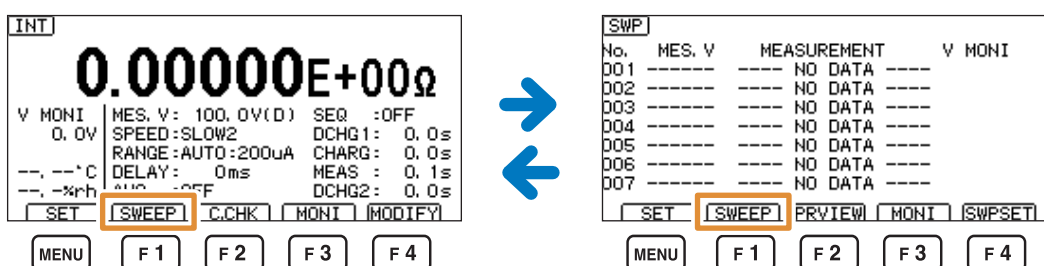 INT
0.00000E+00Ω
V MONI
0.0V
--.--°C
--.-%rh
MES.V: 100.0V(D)
SPEED:SLOW2
RANGE:AUTO:200uA
DELAY: 0ms
SEQ :OFF
DCHG1: 0.0s
CHARG: 0.0s
MEAS : 0.1s
DCHG2: 0.0s
SET SWEEP C.CHK MONI MODIFY
MENU F1 F2 F3 F4
SWP
No. MES.V MEASUREMENT V MONI
001 ------ ---- NO DATA ----
002 ------ ---- NO DATA ----
003 ------ ---- NO DATA ----
004 ------ ---- NO DATA ----
005 ------ ---- NO DATA ----
006 ------ ---- NO DATA ----
007 ------ ---- NO DATA ----
SET SWEEP PRVIEW MONI SWPSET
MENU F1 F2 F3 F4